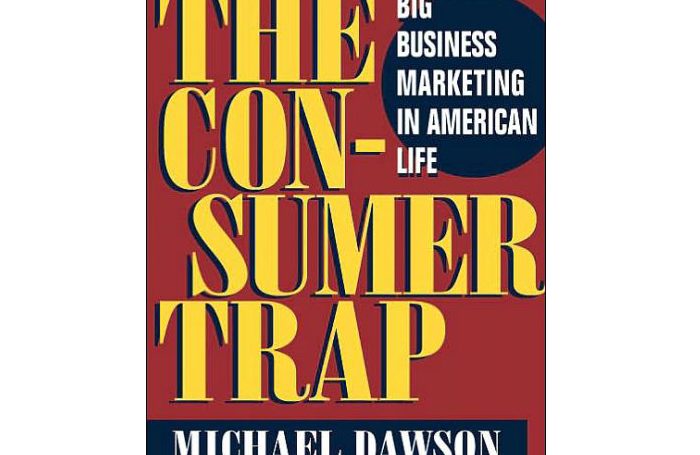 THE
CON-
SUMER
TRAP
BIG
BUSINESS
MARKETING
IN AMERICAN
LIFE
MICHAEL DAWSON